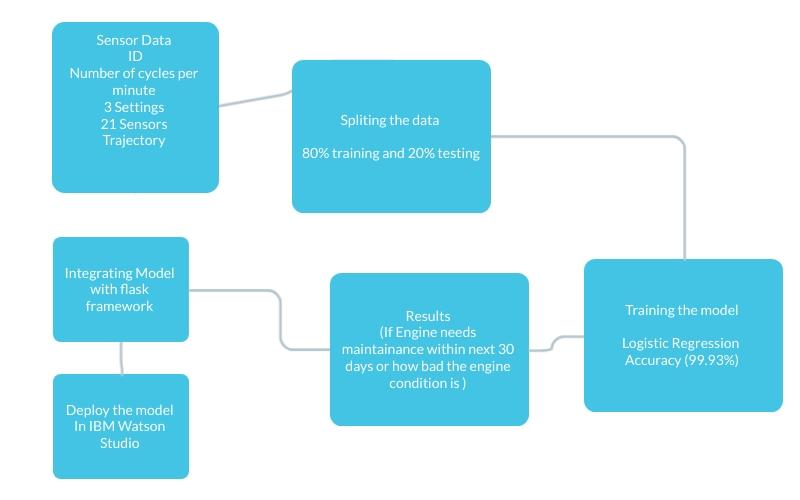 Sensor Data
ID
Number of cycles per
minute
3 Settings
21 Sensors
Trajectory
Spliting the data
80% training and 20% testing
Training the model
Logistic Regression
Accuracy (99.93%)
Results
(If Engine needs
maintainance within next 30
days or how bad the engine
condition is )
Integrating Model
with flask
framework
Deploy the model
In IBM Watson
Studio